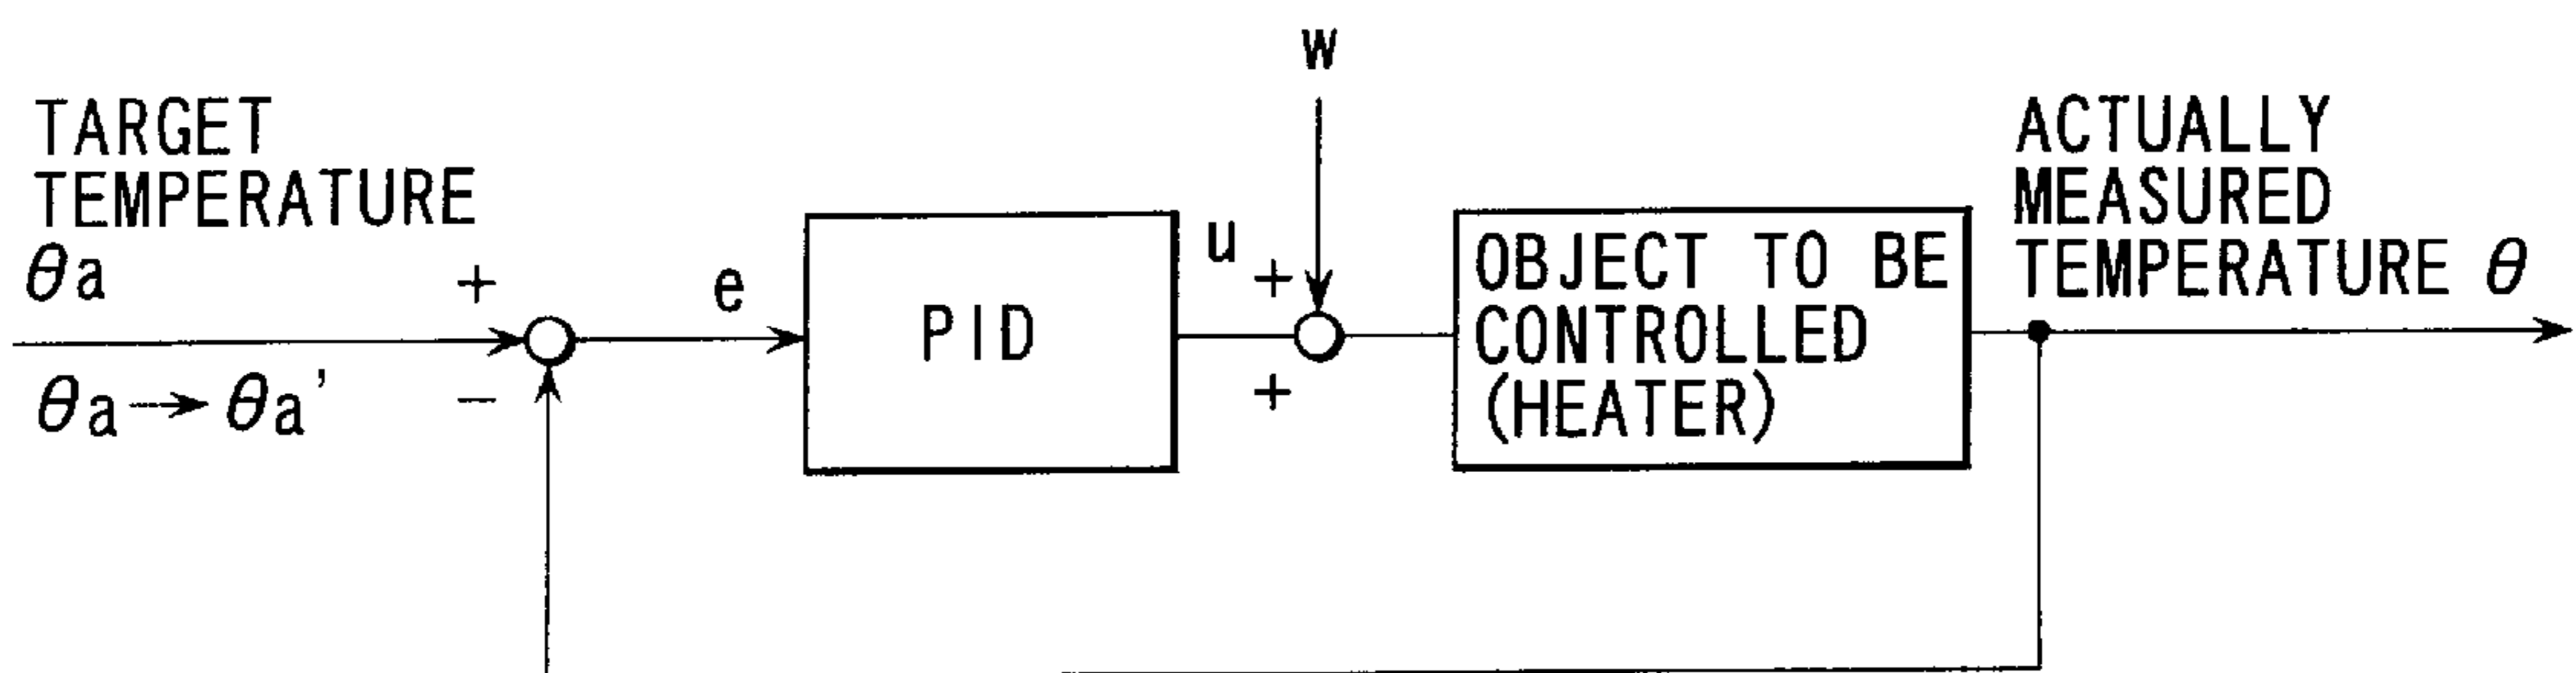 w
TARGET
TEMPERATURE
θa
θa→θa'
+
−
e
PID
u
+
+
OBJECT TO BE
CONTROLLED
(HEATER)
ACTUALLY
MEASURED
TEMPERATURE θ